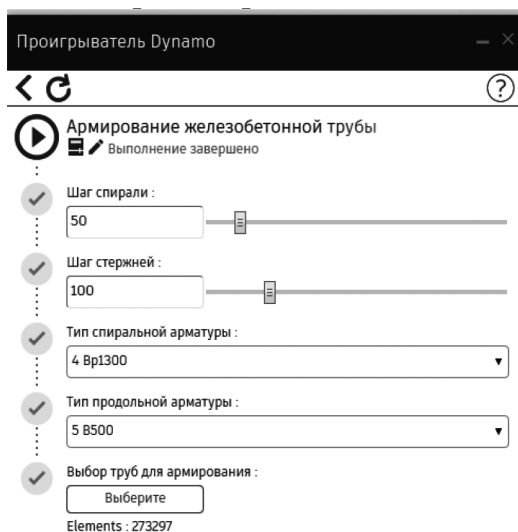 Проигрыватель Dynamo
Армирование железобетонной трубы
Выполнение завершено
Шаг спирали :
50
Шаг стержней :
100
Тип спиральной арматуры :
4 Вр1300
Тип продольной арматуры :
5 В500
Выбор труб для армирования :
Выберите
Elements : 273297